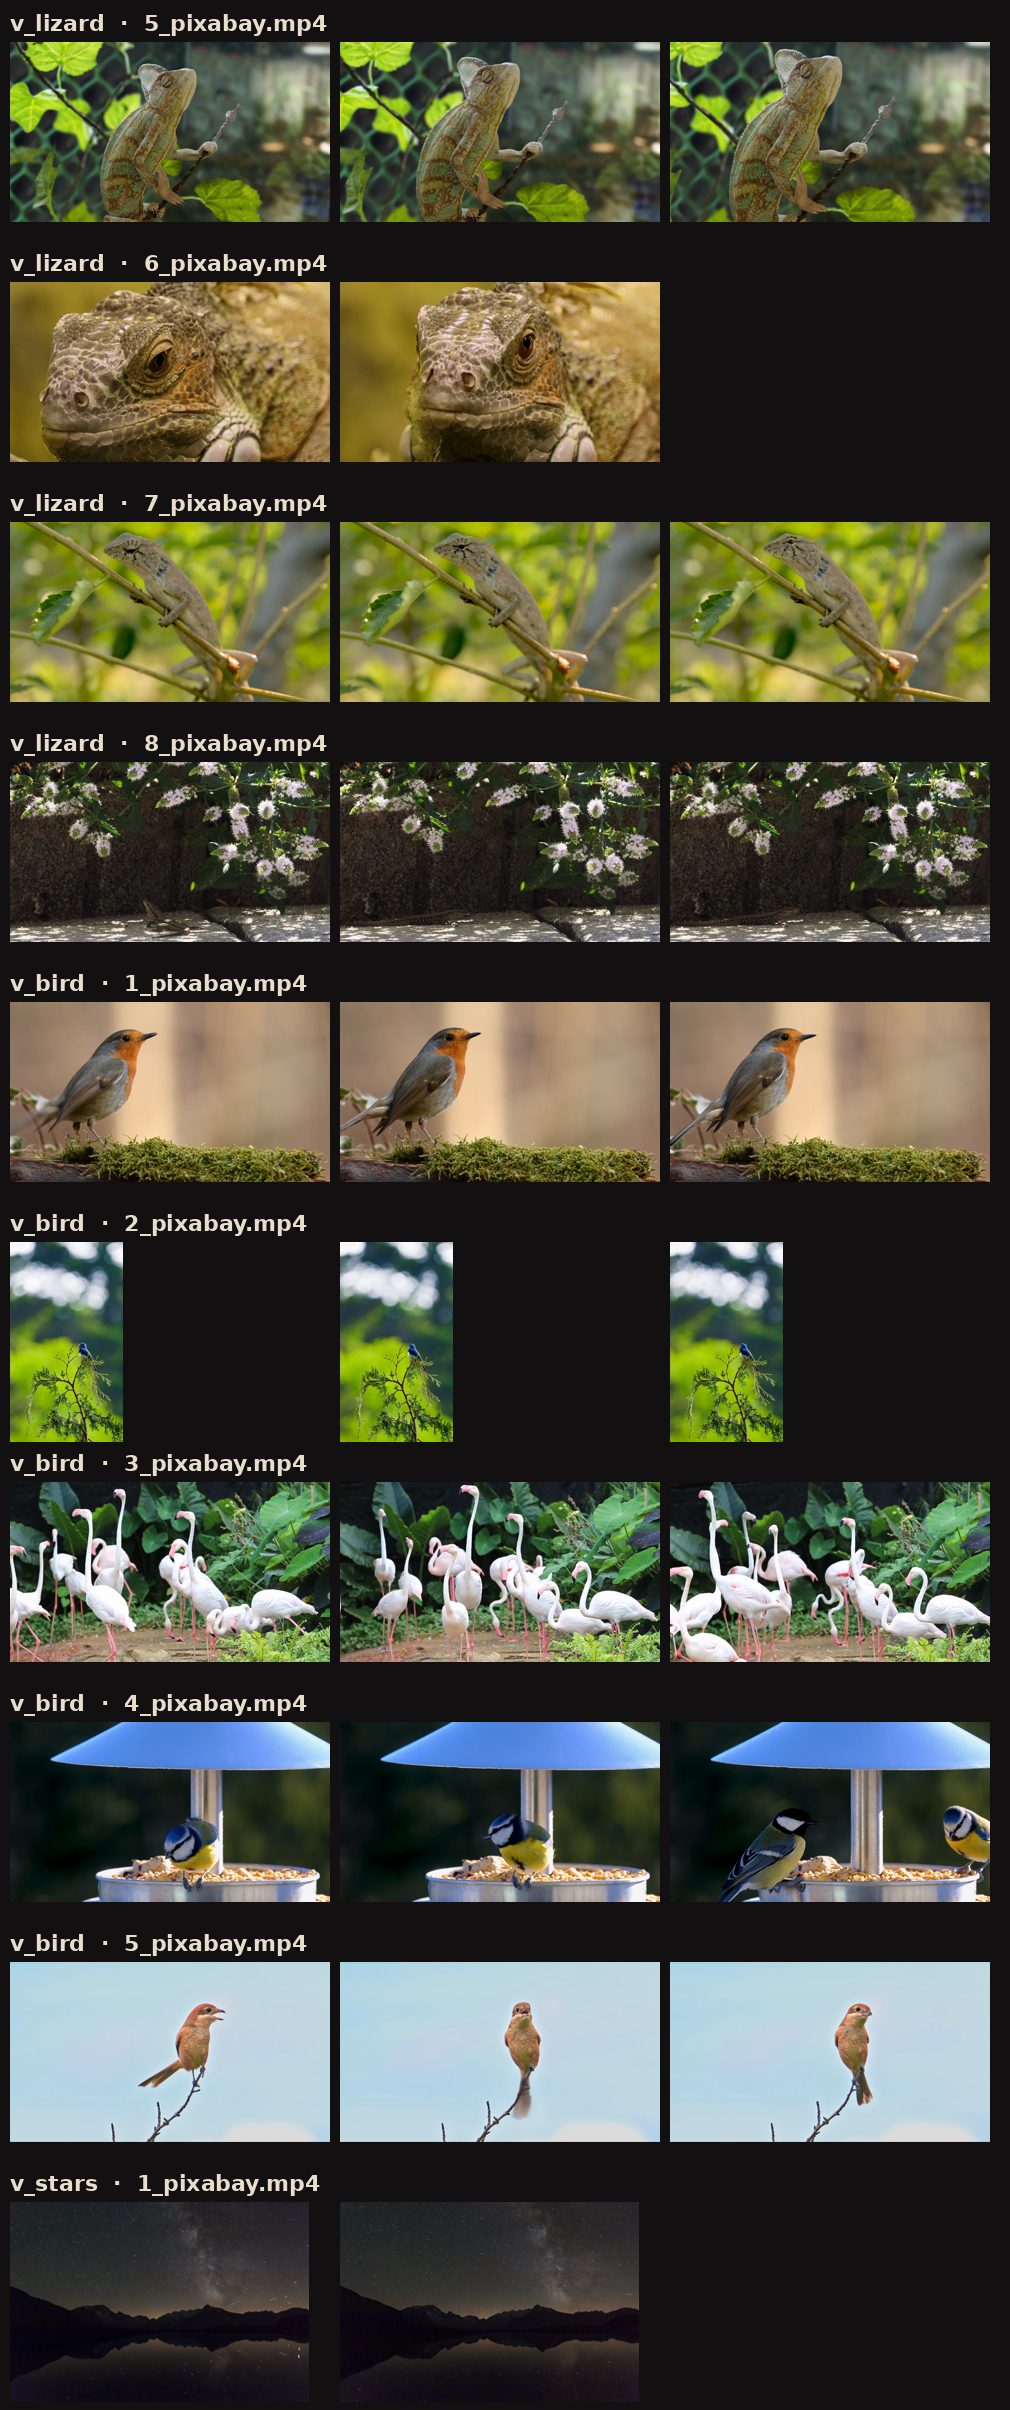 v_lizard · 5_pixabay.mp4
v_lizard · 6_pixabay.mp4
v_lizard · 7_pixabay.mp4
v_lizard · 8_pixabay.mp4
v_bird · 1_pixabay.mp4
v_bird · 2_pixabay.mp4
v_bird · 3_pixabay.mp4
v_bird · 4_pixabay.mp4
v_bird · 5_pixabay.mp4
v_stars · 1_pixabay.mp4